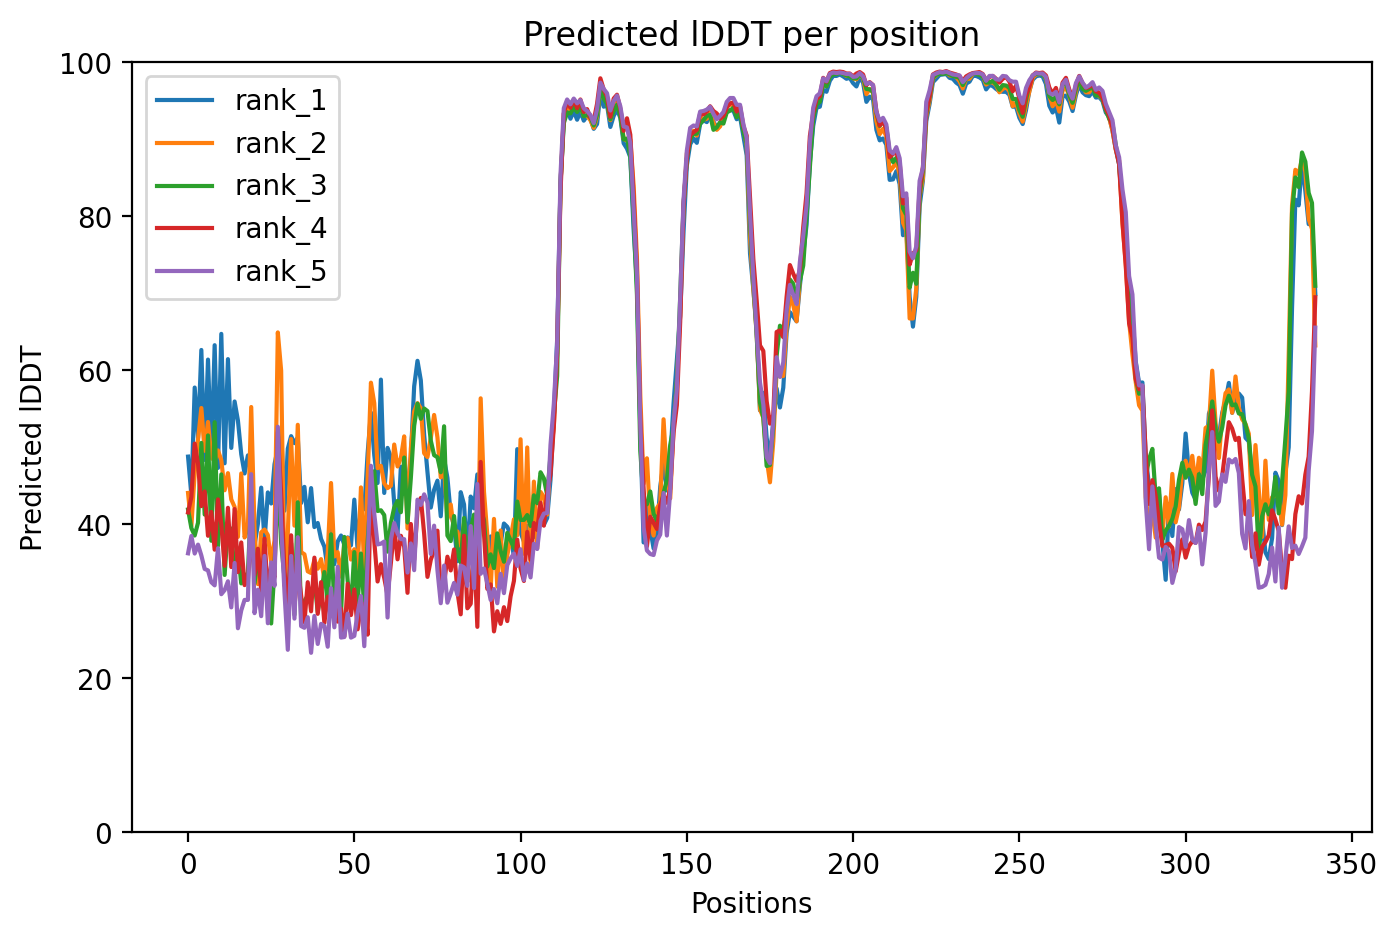 Predicted lDDT per position
100
80
60
40
20
0
Predicted lDDT
rank_1
rank_2
rank_3
rank_4
rank_5
0 50 100 150 200 250 300 350
Positions